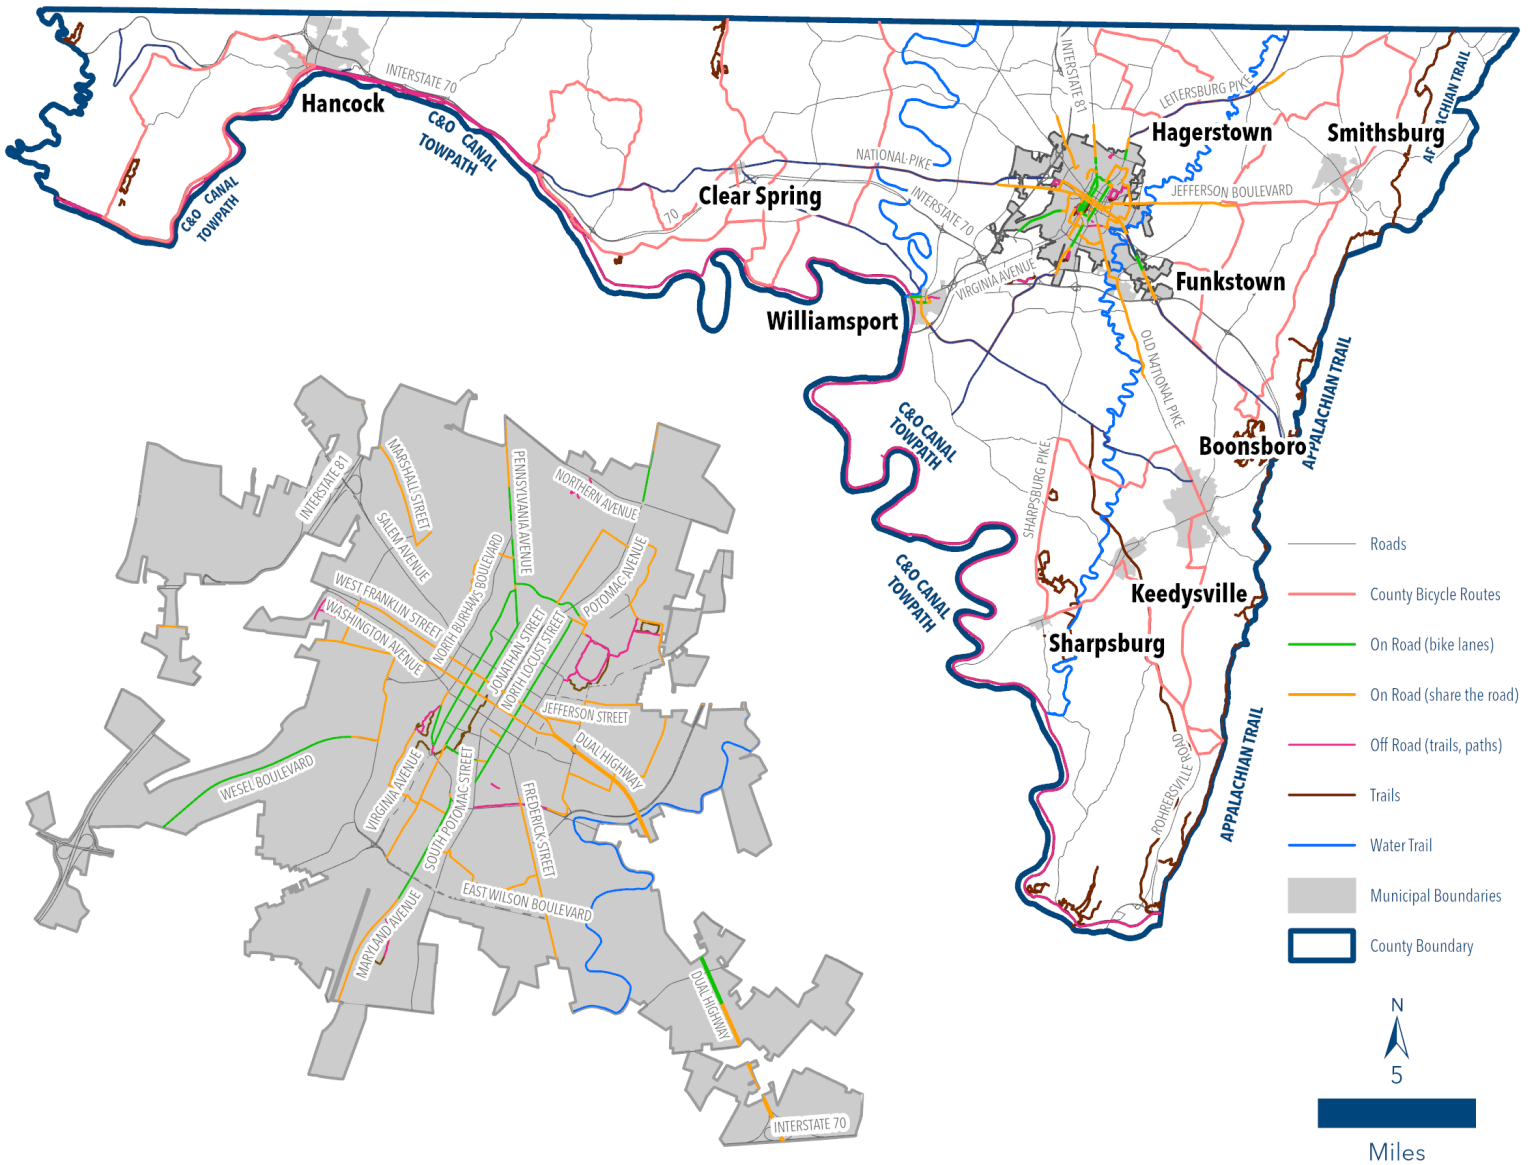 INTERSTATE 70
Hancock
C&O CANAL
TOWPATH
C&O CANAL
TOWPATH
NATIONAL PIKE
Clear Spring
70
INTERSTATE 70
INTERSTATE 81
LEITERSBURG PIKE
Hagerstown
Smithsburg
APPALACHIAN TRAIL
JEFFERSON BOULEVARD
VIRGINIA AVENUE
Funkstown
Williamsport
OLD NATIONAL PIKE
APPALACHIAN TRAIL
C&O CANAL
TOWPATH
Boonsboro
SHARPSBURG PIKE
C&O CANAL
TOWPATH
Keedysville
Sharpsburg
ROHRERSVILLE ROAD
APPALACHIAN TRAIL
INTERSTATE 81
MARSHALL STREET
SALEM AVENUE
PENNSYLVANIA AVENUE
NORTHERN AVENUE
NORTH BURHANS BOULEVARD
POTOMAC AVENUE
WEST FRANKLIN STREET
WASHINGTON AVENUE
JONATHAN STREET
NORTH LOCUST STREET
JEFFERSON STREET
DUAL HIGHWAY
WESEL BOULEVARD
VIRGINIA AVENUE
SOUTH POTOMAC STREET
FREDERICK STREET
EAST WILSON BOULEVARD
MARYLAND AVENUE
DUAL HIGHWAY
INTERSTATE 70
Roads
County Bicycle Routes
On Road (bike lanes)
On Road (share the road)
Off Road (trails, paths)
Trails
Water Trail
Municipal Boundaries
County Boundary
N
5
Miles